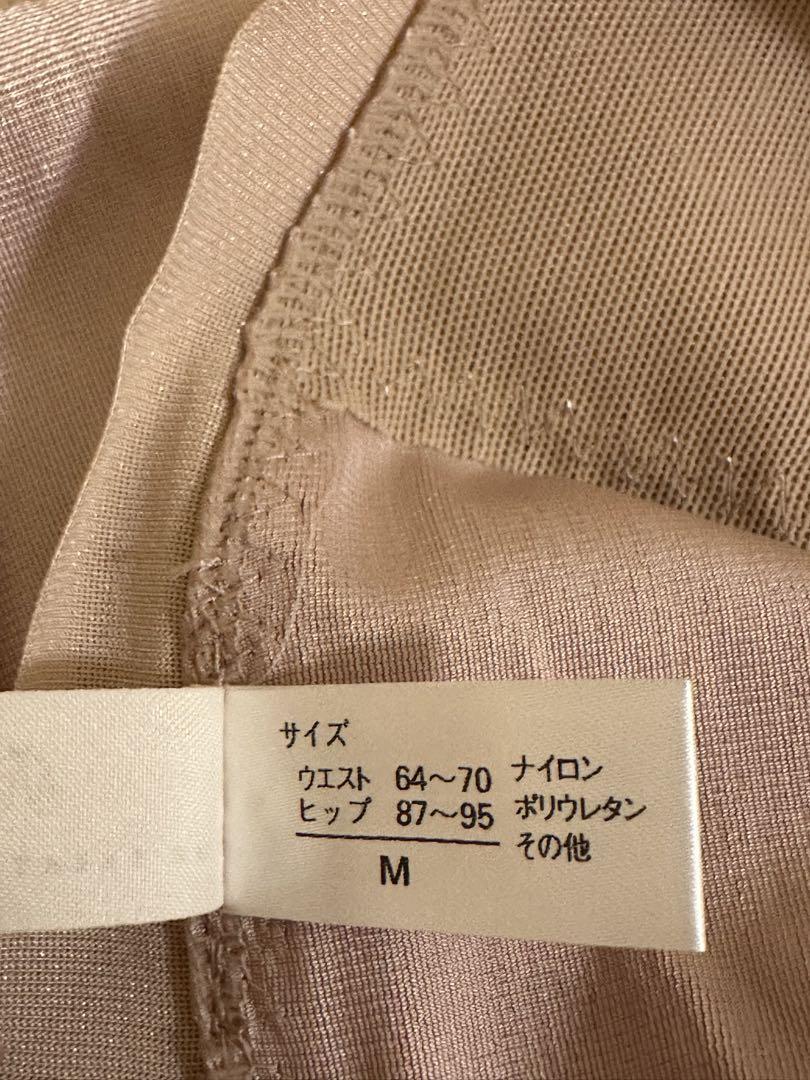 サイズ
ウエスト 64～70
ヒップ 87～95
M
ナイロン
ポリウレタン
その他